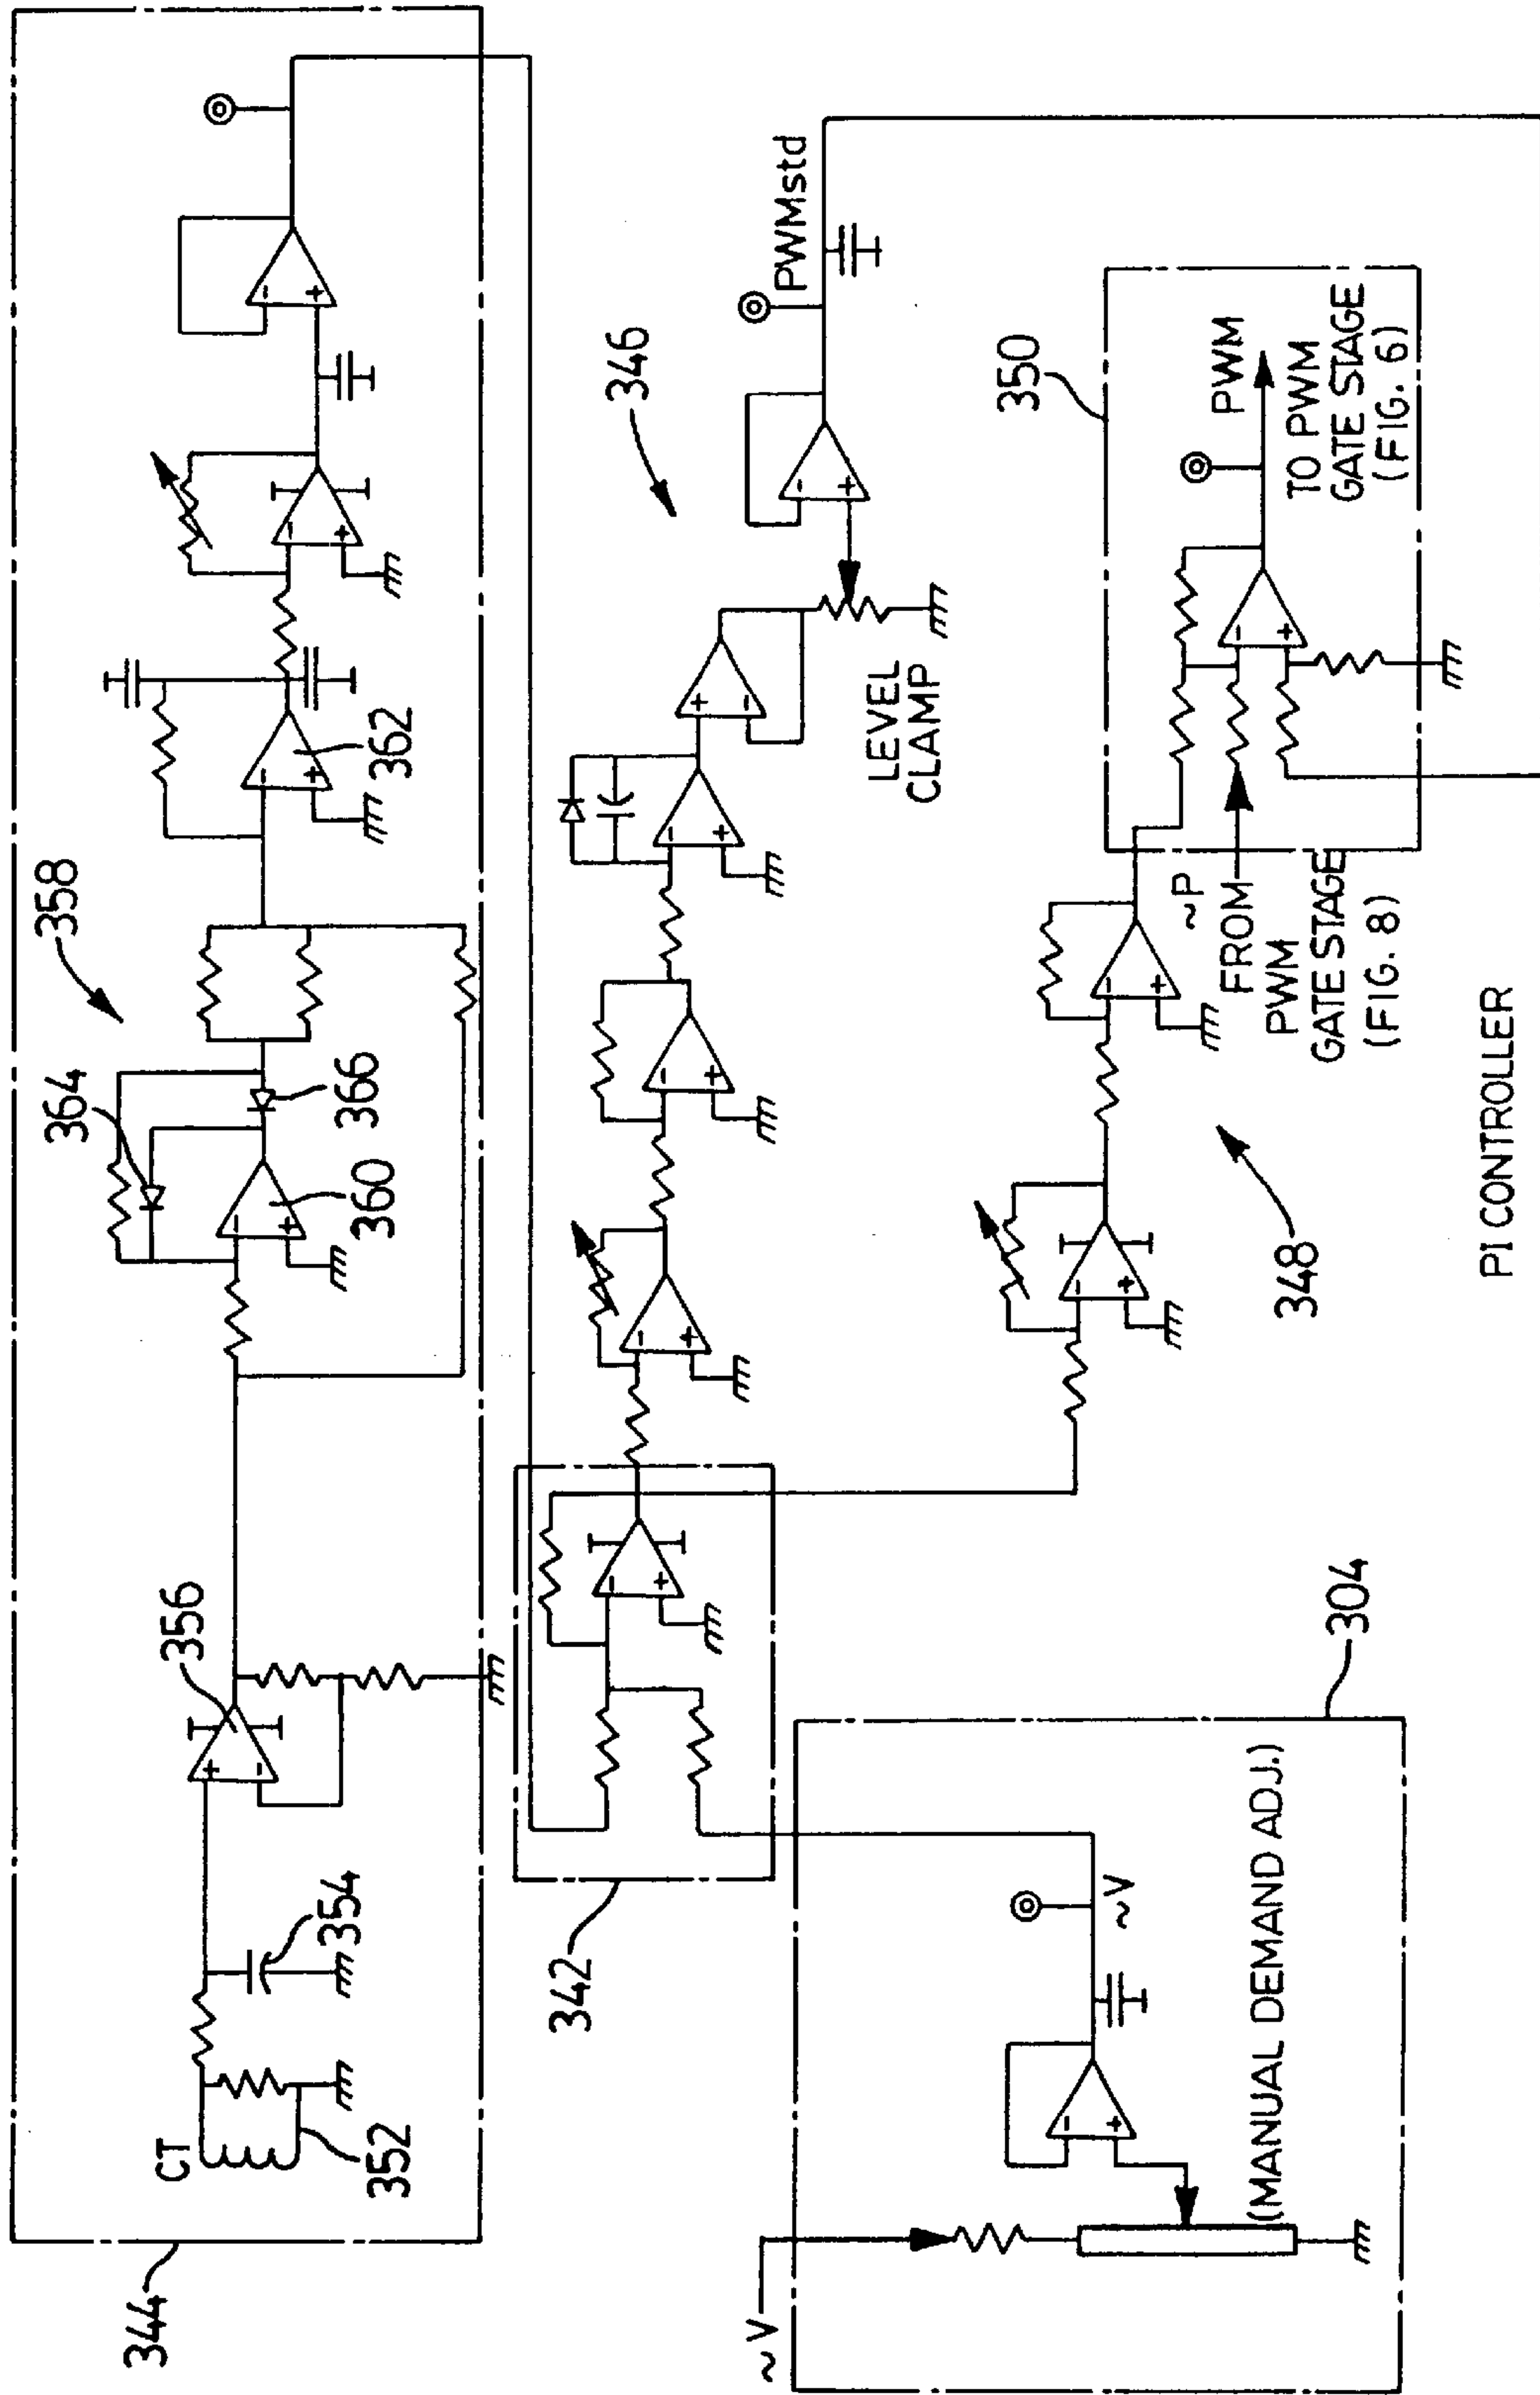 344
CT
352
354
356
358
364
360
366
362
342
346
LEVEL
CLAMP
PWMstd
350
PWM
TO PWM
GATE STAGE
(FIG. 6)
~P
FROM
PWM
GATE STAGE
(FIG. 8)
348
PI CONTROLLER
304
~V
~V
(MANUAL DEMAND ADJ.)